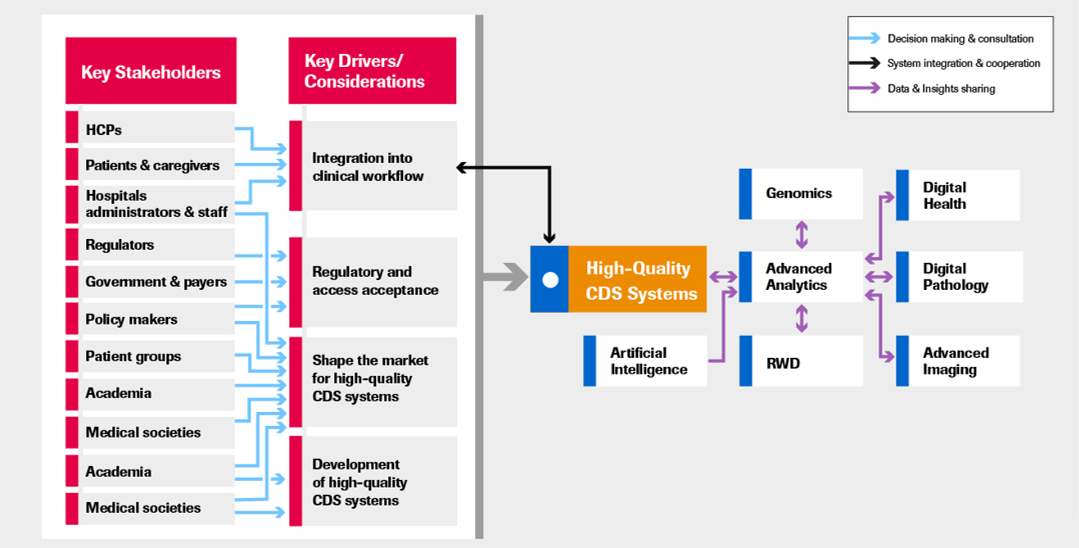 Key Stakeholders
HCPs
Patients & caregivers
Hospitals
administrators & staff
Regulators
Government & payers
Policy makers
Patient groups
Academia
Medical societies
Academia
Medical societies
Key Drivers/
Considerations
Integration into
clinical workflow
Regulatory and
access acceptance
Shape the market
for high-quality
CDS systems
Development
of high-quality
CDS systems
High-Quality
CDS Systems
Artificial
Intelligence
Genomics
Advanced
Analytics
RWD
Digital
Health
Digital
Pathology
Advanced
Imaging
Decision making & consultation
System integration & cooperation
Data & Insights sharing